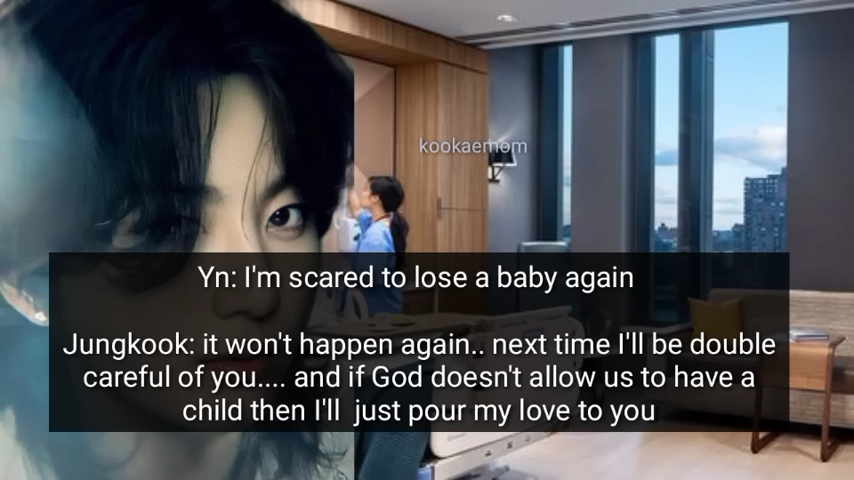 kookaemom
Yn: I'm scared to lose a baby again
Jungkook: it won't happen again.. next time I'll be double
careful of you.... and if God doesn't allow us to have a
child then I'll  just pour my love to you